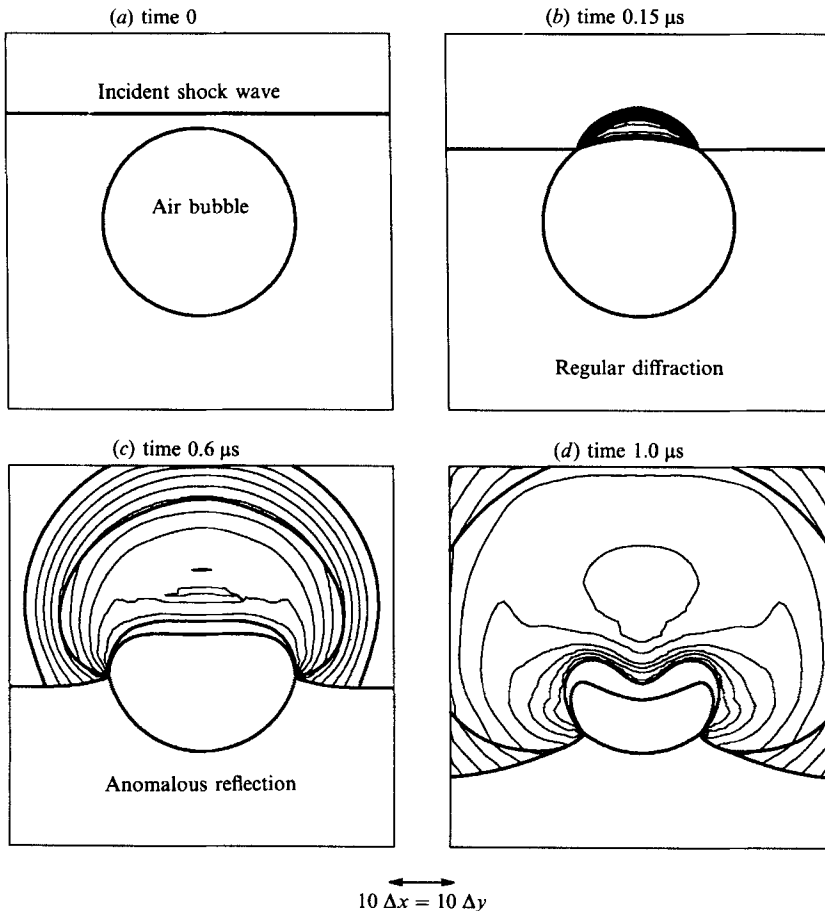 (a) time 0
(b) time 0.15 μs
Incident shock wave
Air bubble
Regular diffraction
(c) time 0.6 μs
(d) time 1.0 μs
Anomalous reflection
10 Δx = 10 Δy